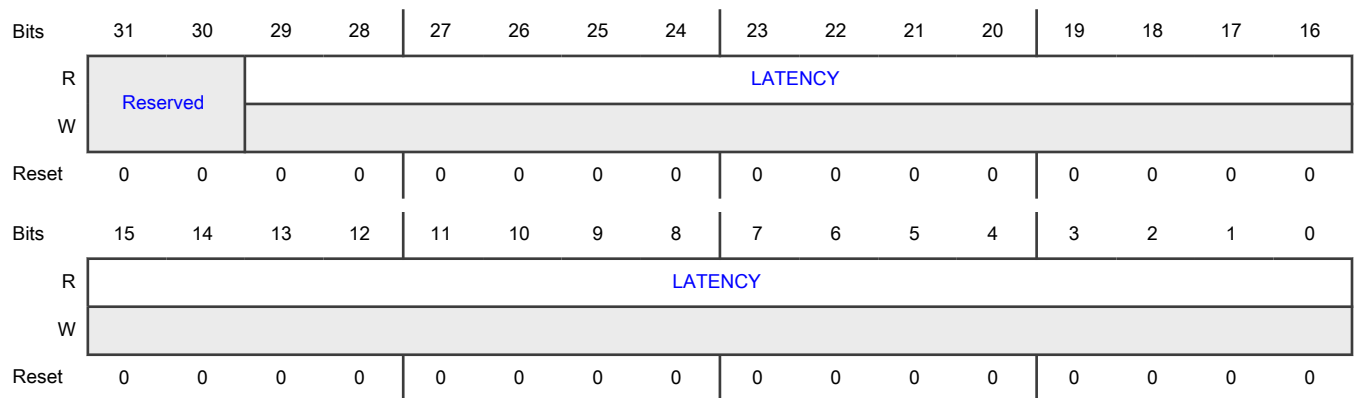 Bits 31 30 29 28 27 26 25 24 23 22 21 20 19 18 17 16
R LATENCY
Reserved
W
Reset 0 0 0 0 0 0 0 0 0 0 0 0 0 0 0 0
Bits 15 14 13 12 11 10 9 8 7 6 5 4 3 2 1 0
R LATENCY
W
Reset 0 0 0 0 0 0 0 0 0 0 0 0 0 0 0 0